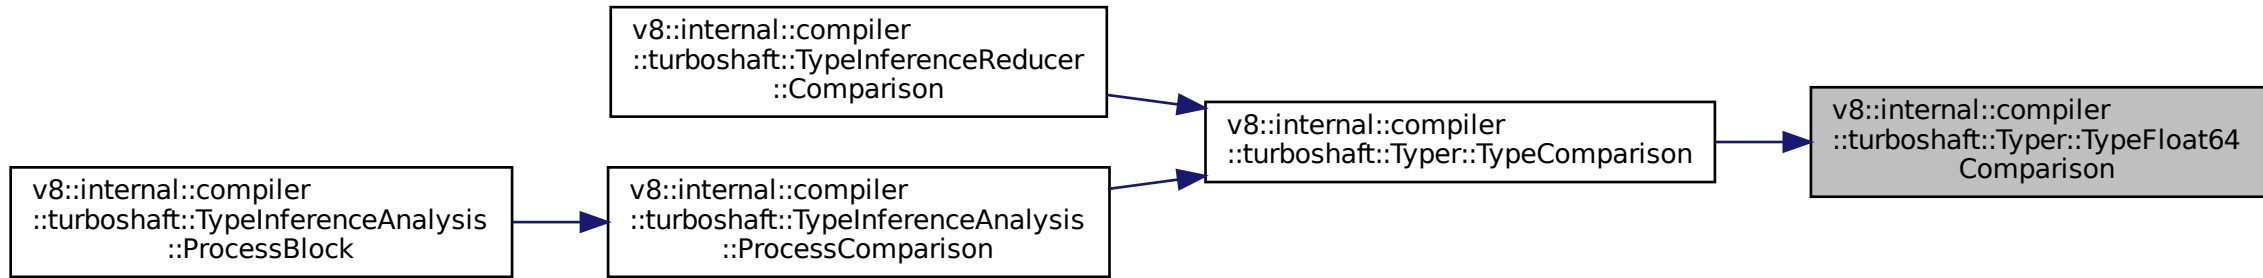 v8::internal::compiler
::turboshaft::TypeInferenceReducer
::Comparison
v8::internal::compiler
::turboshaft::TypeInferenceAnalysis
::ProcessBlock
v8::internal::compiler
::turboshaft::TypeInferenceAnalysis
::ProcessComparison
v8::internal::compiler
::turboshaft::Typer::TypeComparison
v8::internal::compiler
::turboshaft::Typer::TypeFloat64
Comparison